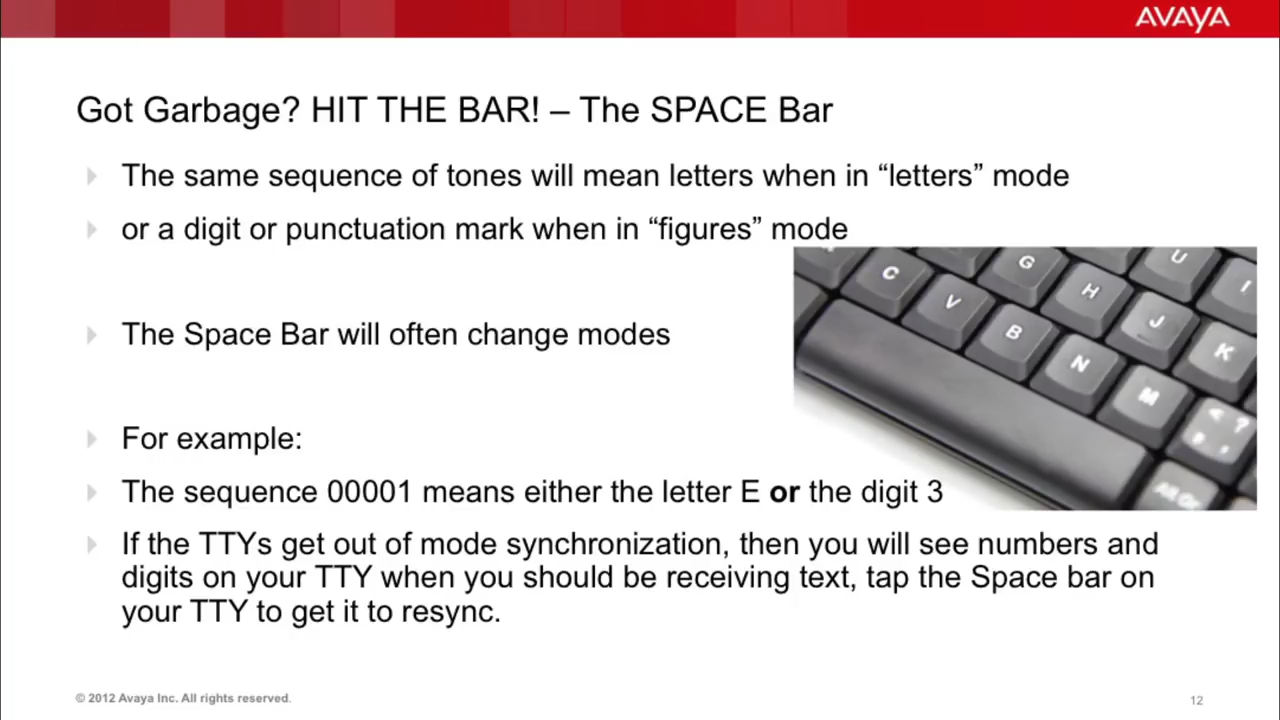 AVAYA
Got Garbage? HIT THE BAR! – The SPACE Bar
The same sequence of tones will mean letters when in “letters” mode
or a digit or punctuation mark when in “figures” mode
The Space Bar will often change modes
For example:
The sequence 00001 means either the letter E or the digit 3
If the TTYs get out of mode synchronization, then you will see numbers and
digits on your TTY when you should be receiving text, tap the Space bar on
your TTY to get it to resync.
C
V
B
N
M
G
H
J
K
U
I
< ?
Alt Gr
© 2012 Avaya Inc. All rights reserved.
12